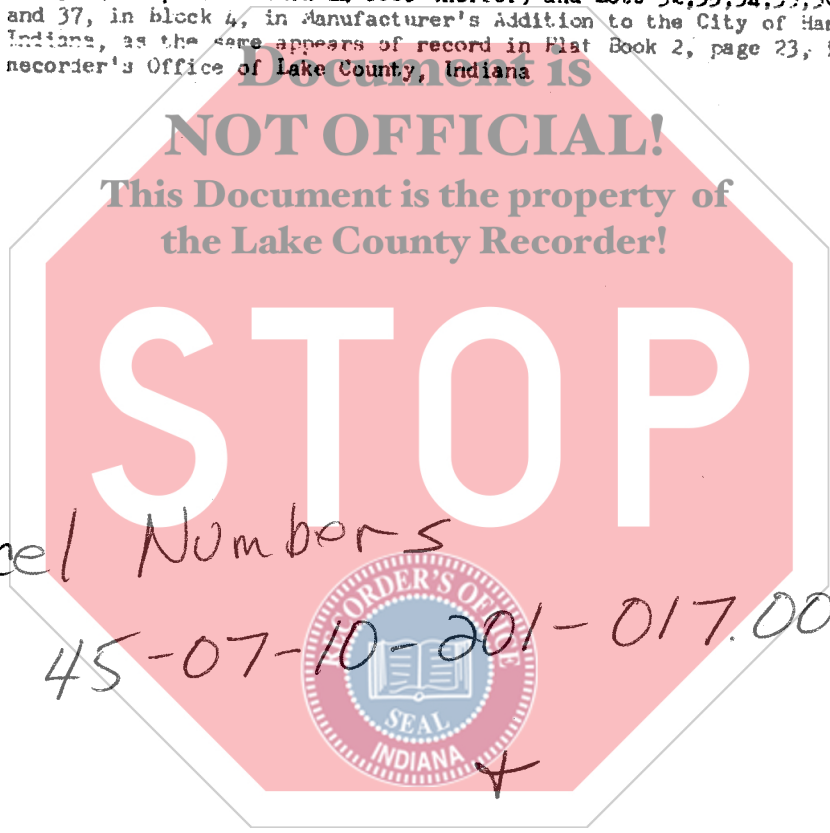 and 37, in block 4, in Manufacturer's Addition to the City of Ham
Indiana, as the same appears of record in Plat Book 2, page 23,
Recorder's Office of Lake County, Indiana
Document is
NOT OFFICIAL!
This Document is the property of
the Lake County Recorder!
STOP
cel Numbers
45-07-10-201-017.00
RECORDER'S OFFICE
SEAL
INDIANA
+